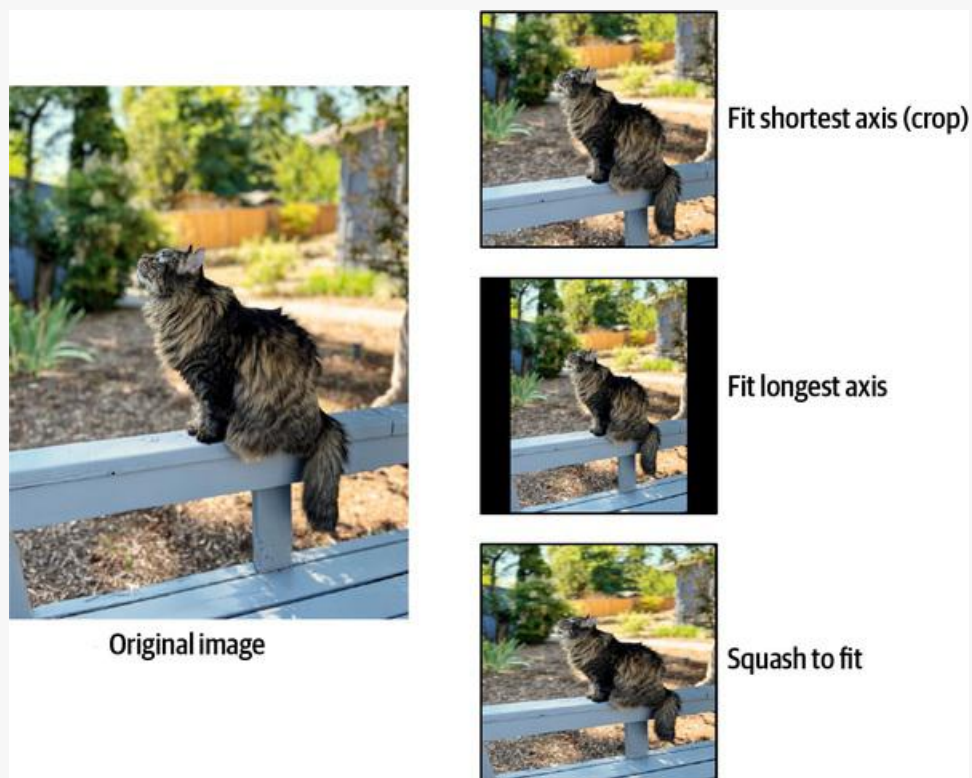 Fit shortest axis (crop)
Fit longest axis
Original image
Squash to fit